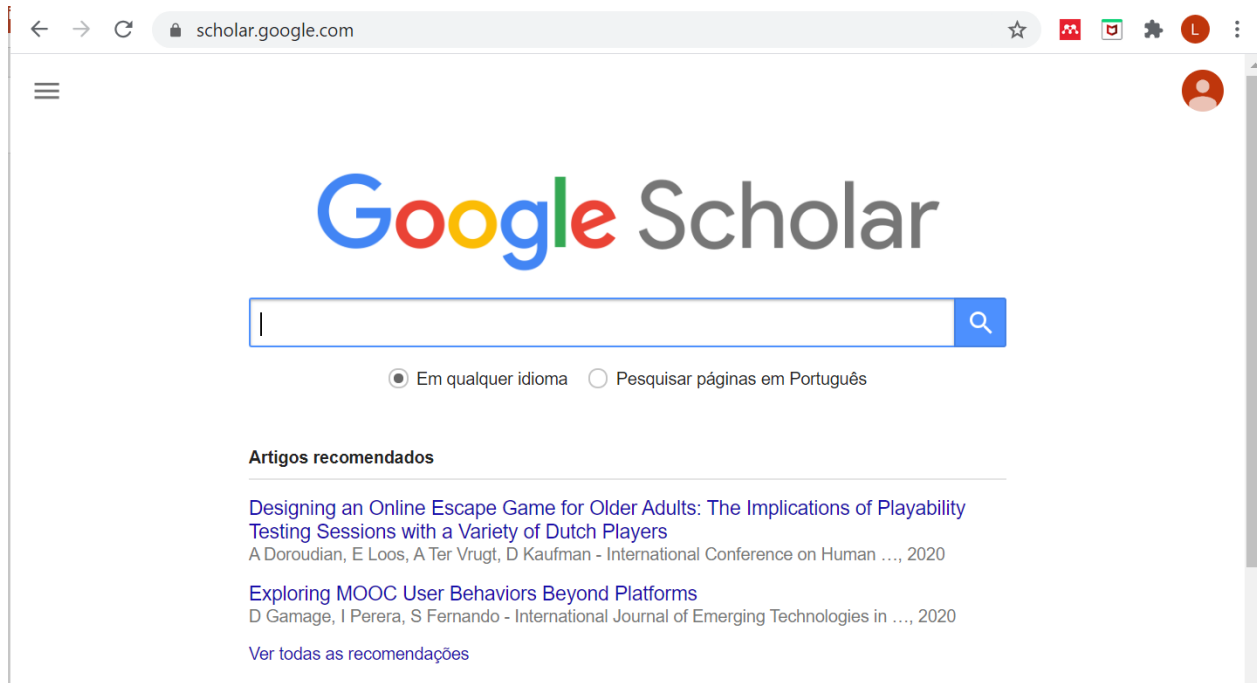 scholar.google.com
L
Google Scholar
Em qualquer idioma Pesquisar páginas em Português
Artigos recomendados
Designing an Online Escape Game for Older Adults: The Implications of Playability
Testing Sessions with a Variety of Dutch Players
A Doroudian, E Loos, A Ter Vrugt, D Kaufman - International Conference on Human …, 2020
Exploring MOOC User Behaviors Beyond Platforms
D Gamage, I Perera, S Fernando - International Journal of Emerging Technologies in …, 2020
Ver todas as recomendações